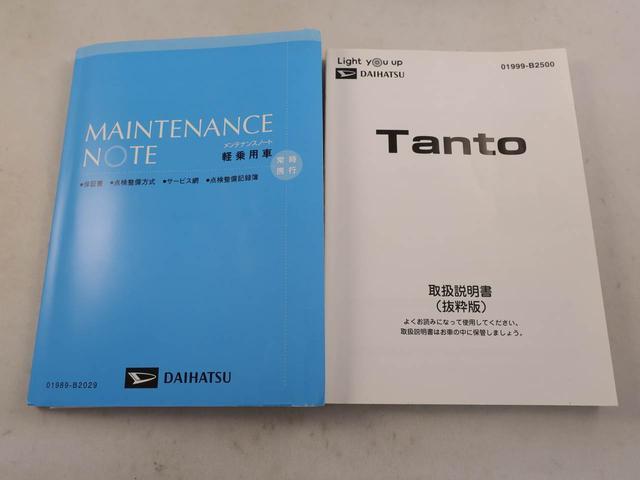 MAINTENANCE
NOTE
メンテナンスノート
軽乗用車
常時
携行
●保証書 ●点検整備方式 ●サービス網 ●点検整備記録簿
01989-B2029
DAIHATSU
Light you up
DAIHATSU
01999-B2500
Tanto
取扱説明書
（抜粋版）
よくお読みになって使用してください。
取扱説明書はお車の中に保管しましょう。